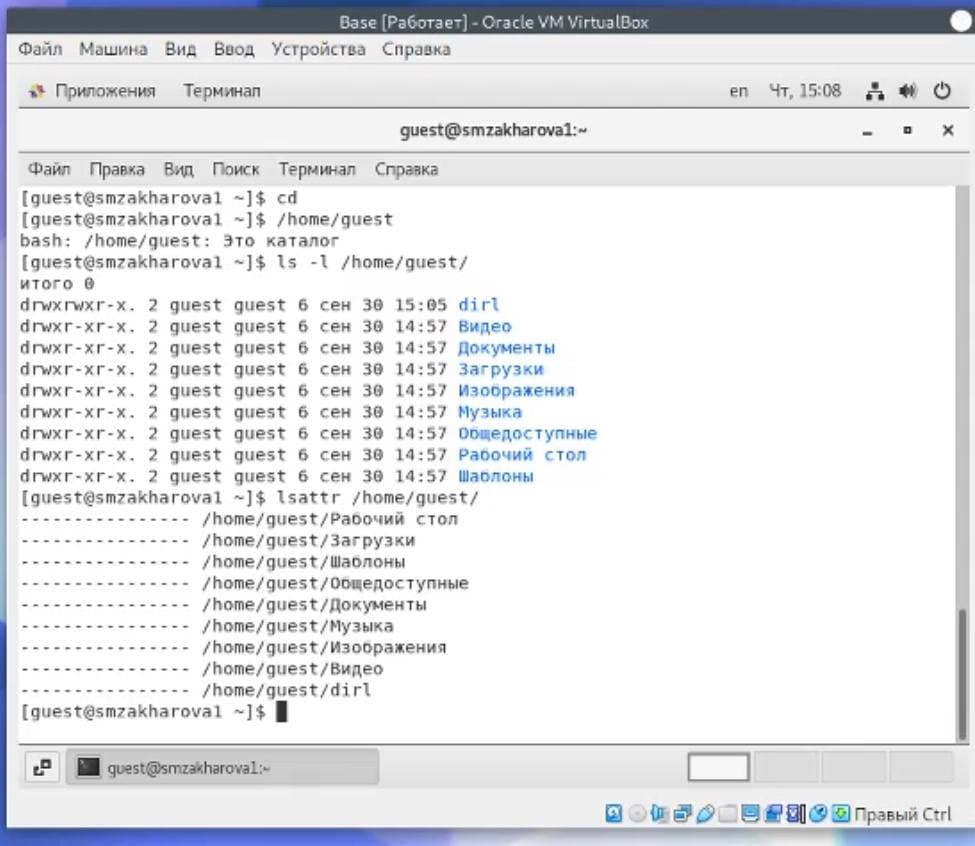 Base [Работает] - Oracle VM VirtualBox
Файл Машина Вид Ввод Устройства Справка
Приложения Терминал en Чт, 15:08
guest@smzakharova1:~
Файл Правка Вид Поиск Терминал Справка
[guest@smzakharova1 ~]$ cd
[guest@smzakharova1 ~]$ /home/guest
bash: /home/guest: Это каталог
[guest@smzakharova1 ~]$ ls -l /home/guest/
итого 0
drwxrwxr-x. 2 guest guest 6 сен 30 15:05 dirl
drwxr-xr-x. 2 guest guest 6 сен 30 14:57 Видео
drwxr-xr-x. 2 guest guest 6 сен 30 14:57 Документы
drwxr-xr-x. 2 guest guest 6 сен 30 14:57 Загрузки
drwxr-xr-x. 2 guest guest 6 сен 30 14:57 Изображения
drwxr-xr-x. 2 guest guest 6 сен 30 14:57 Музыка
drwxr-xr-x. 2 guest guest 6 сен 30 14:57 Общедоступные
drwxr-xr-x. 2 guest guest 6 сен 30 14:57 Рабочий стол
drwxr-xr-x. 2 guest guest 6 сен 30 14:57 Шаблоны
[guest@smzakharova1 ~]$ lsattr /home/guest/
---------------- /home/guest/Рабочий стол
---------------- /home/guest/Загрузки
---------------- /home/guest/Шаблоны
---------------- /home/guest/Общедоступные
---------------- /home/guest/Документы
---------------- /home/guest/Музыка
---------------- /home/guest/Изображения
---------------- /home/guest/Видео
---------------- /home/guest/dirl
[guest@smzakharova1 ~]$
guest@smzakharova1:~
Правый Ctrl